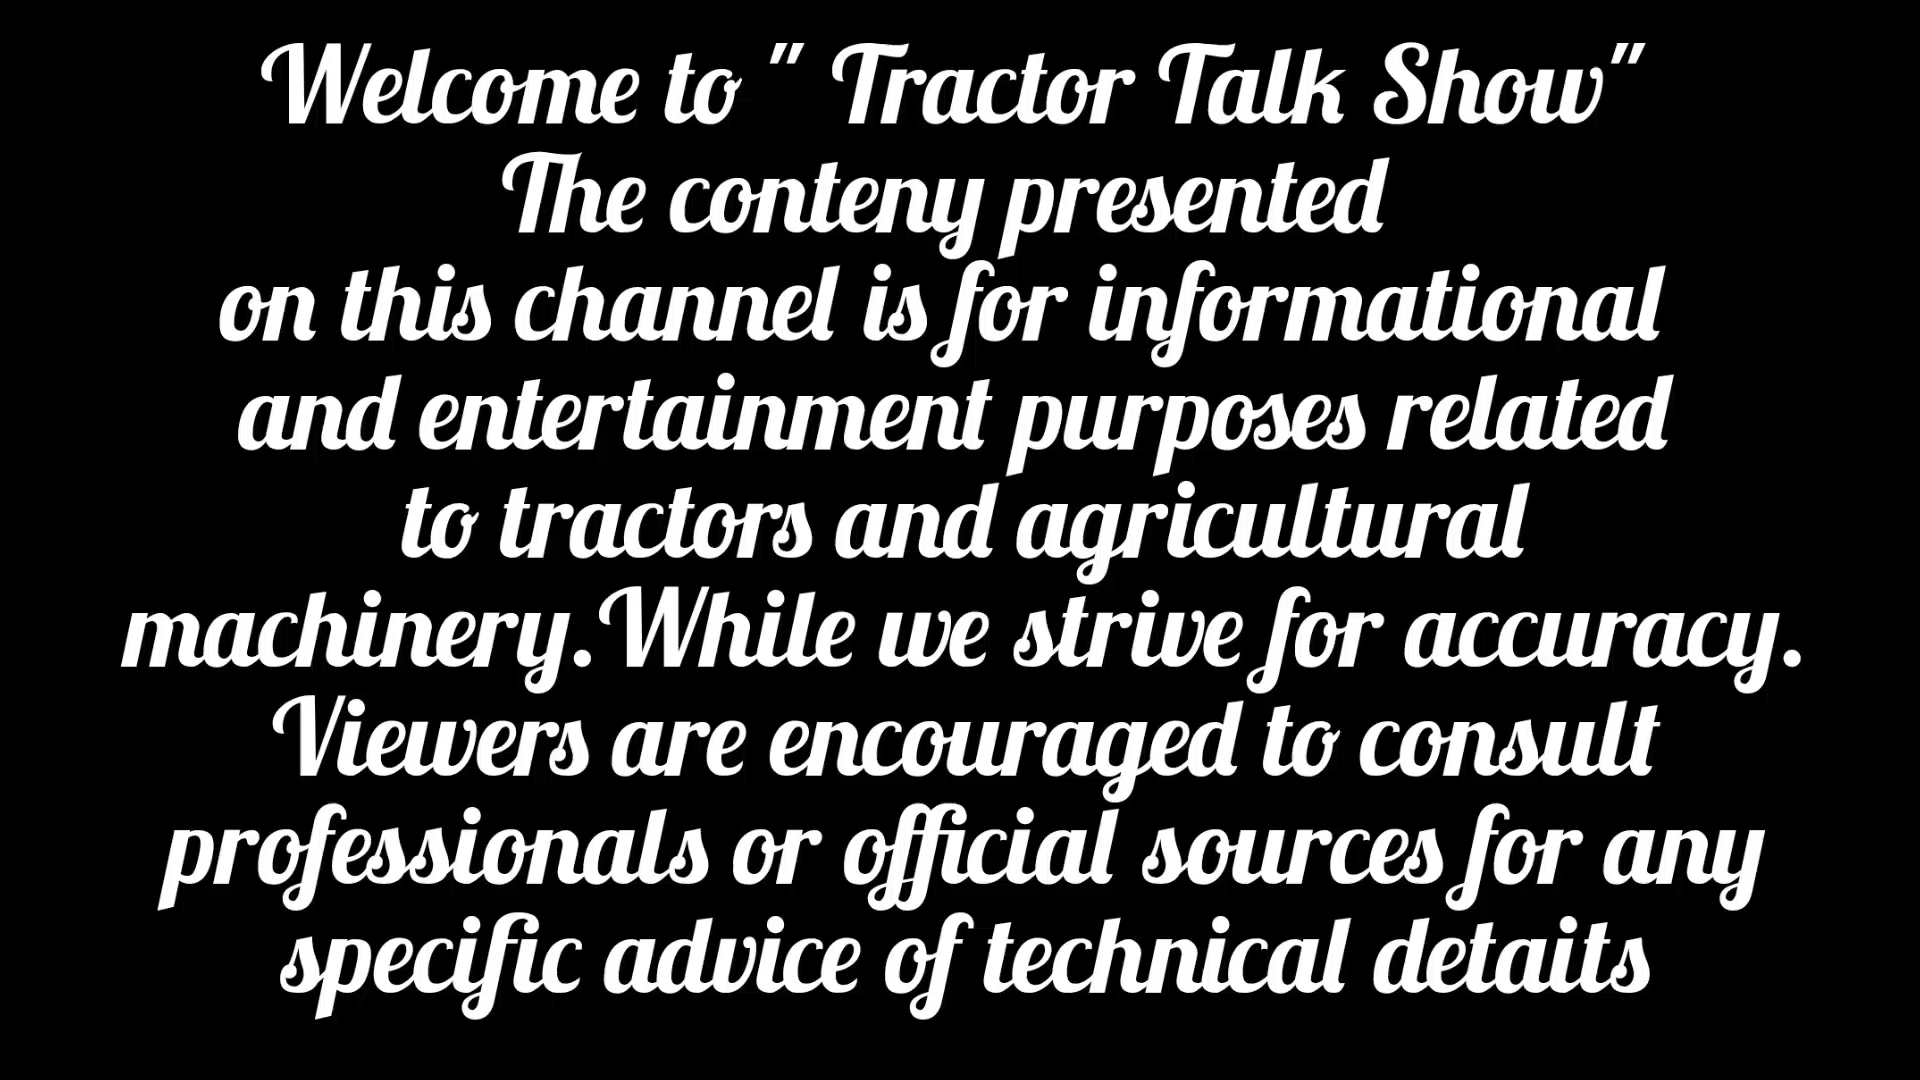 Welcome to " Tractor Talk Show"
The conteny presented
on this channel is for informational
and entertainment purposes related
to tractors and agricultural
machinery.While we strive for accuracy.
Viewers are encouraged to consult
professionals or official sources for any
specific advice of technical detaits